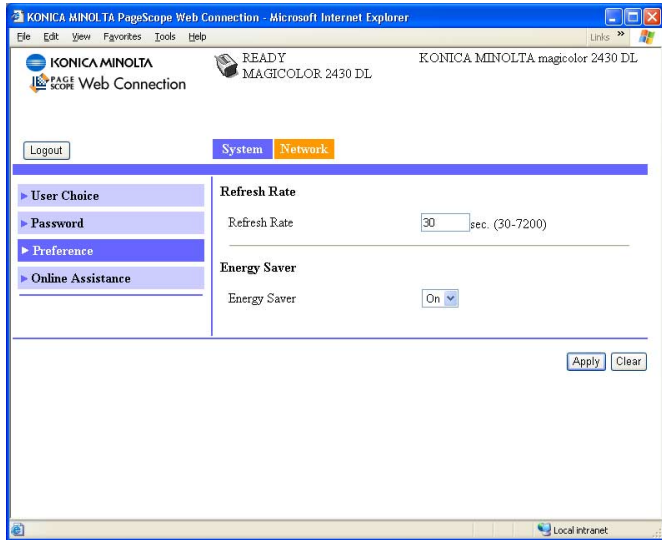 KONICA MINOLTA PageScope Web Connection - Microsoft Internet Explorer
File Edit View Favorites Tools Help Links »
KONICA MINOLTA
PAGE SCOPE Web Connection
READY
MAGICOLOR 2430 DL
KONICA MINOLTA magicolor 2430 DL
Logout
System Network
User Choice
Password
Preference
Online Assistance
Refresh Rate
Refresh Rate 30 sec. (30-7200)
Energy Saver
Energy Saver On
Apply Clear
Local intranet